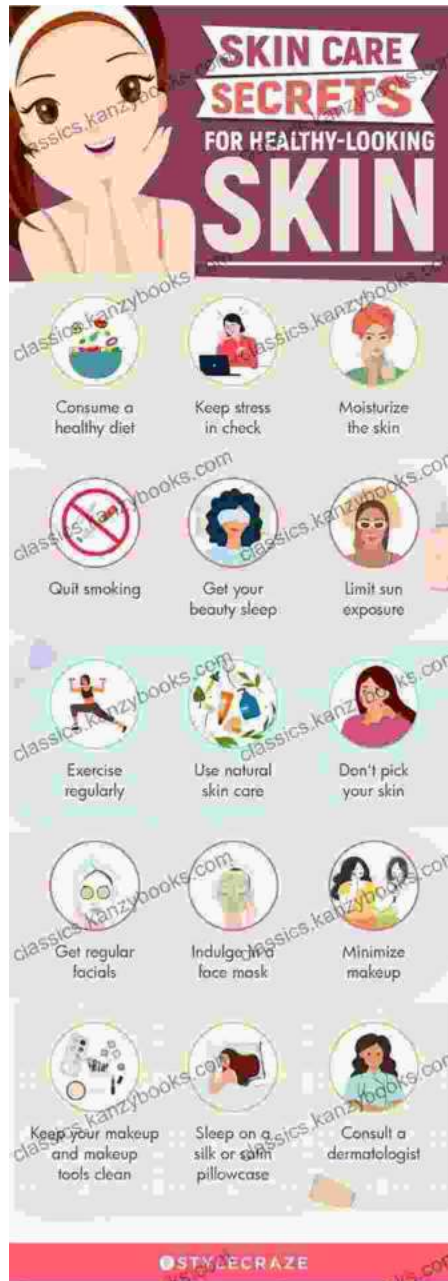 SKIN CARE
SECRETS
FOR HEALTHY-LOOKING
SKIN
Consume a
healthy diet
Keep stress
in check
Moisturize
the skin
Quit smoking
Get your
beauty sleep
Limit sun
exposure
Exercise
regularly
Use natural
skin care
Don't pick
your skin
Get regular
facials
Indulge in a
face mask
Minimize
makeup
Keep your makeup
and makeup
tools clean
Sleep on a
silk or satin
pillowcase
Consult a
dermatologist
STYLECRAZE
classics.kanzybooks.com